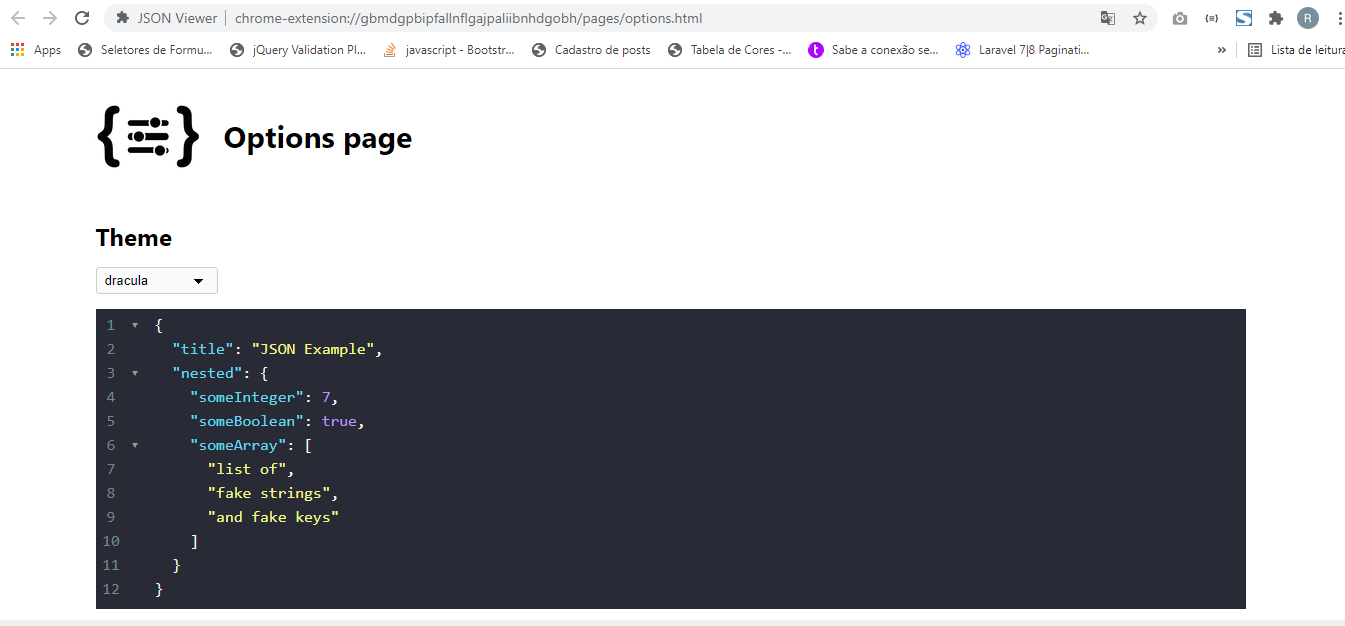 JSON Viewer | chrome-extension://gbmdgpbipfallnflgajpaliibnhdgobh/pages/options.html R
Apps Seletores de Formu... jQuery Validation Pl... javascript - Bootstr... Cadastro de posts Tabela de Cores -... Sabe a conexão se... Laravel 7|8 Paginati... » Lista de leitura
{ } Options page
Theme
dracula
1 {
2 "title": "JSON Example",
3 "nested": {
4 "someInteger": 7,
5 "someBoolean": true,
6 "someArray": [
7 "list of",
8 "fake strings",
9 "and fake keys"
10 ]
11 }
12 }